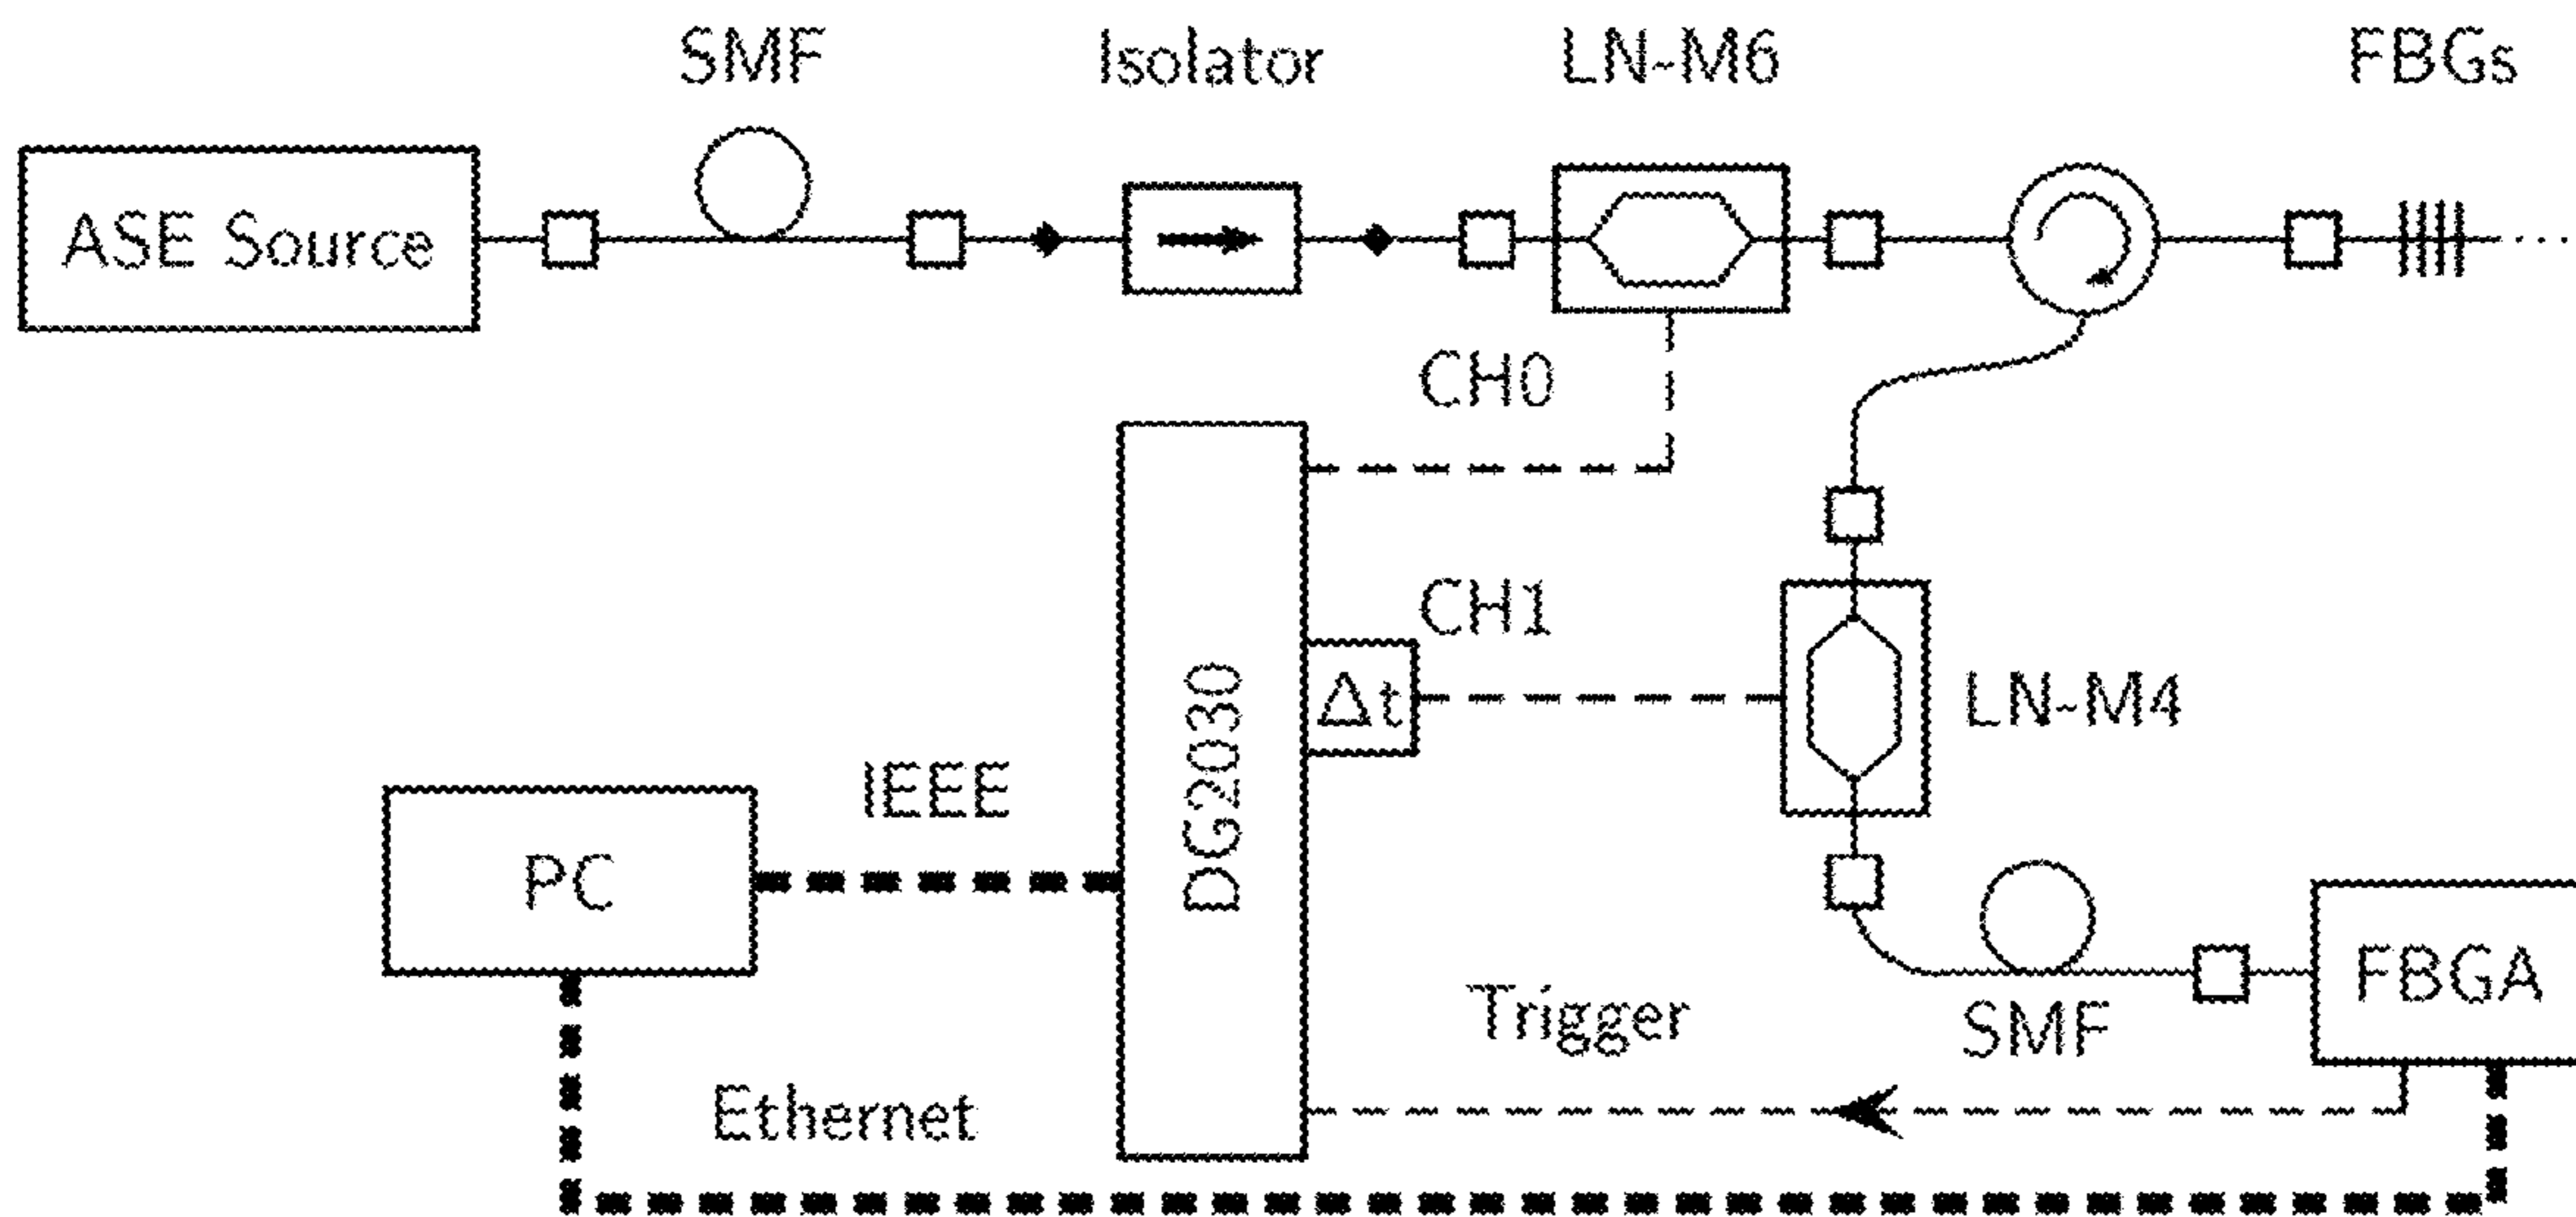 SMF
Isolator
LN-M6
FBGs
ASE Source
CH0
CH1
DG2030
Δt
LN-M4
IEEE
PC
FBGA
Trigger
SMF
Ethernet